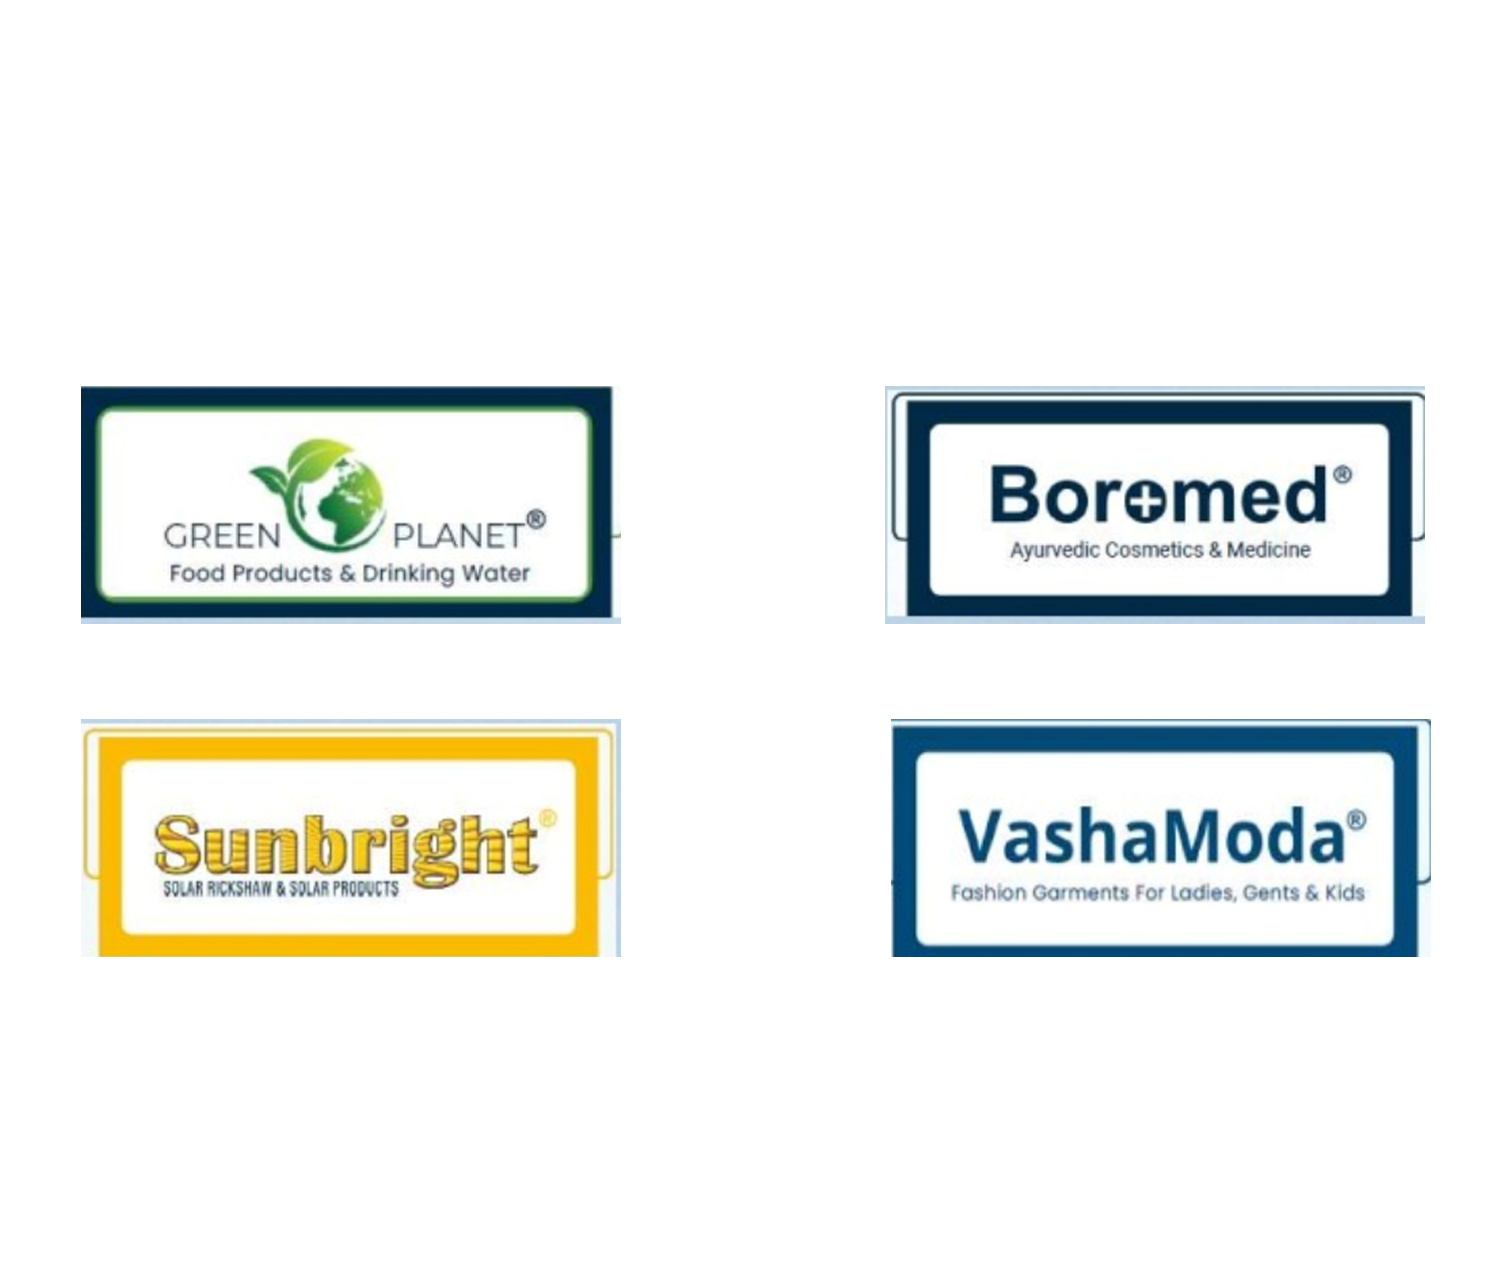 GREEN PLANET®
Food Products & Drinking Water
Boromed®
Ayurvedic Cosmetics & Medicine
Sunbright®
SOLAR RICKSHAW & SOLAR PRODUCTS
VashaModa®
Fashion Garments For Ladies, Gents & Kids